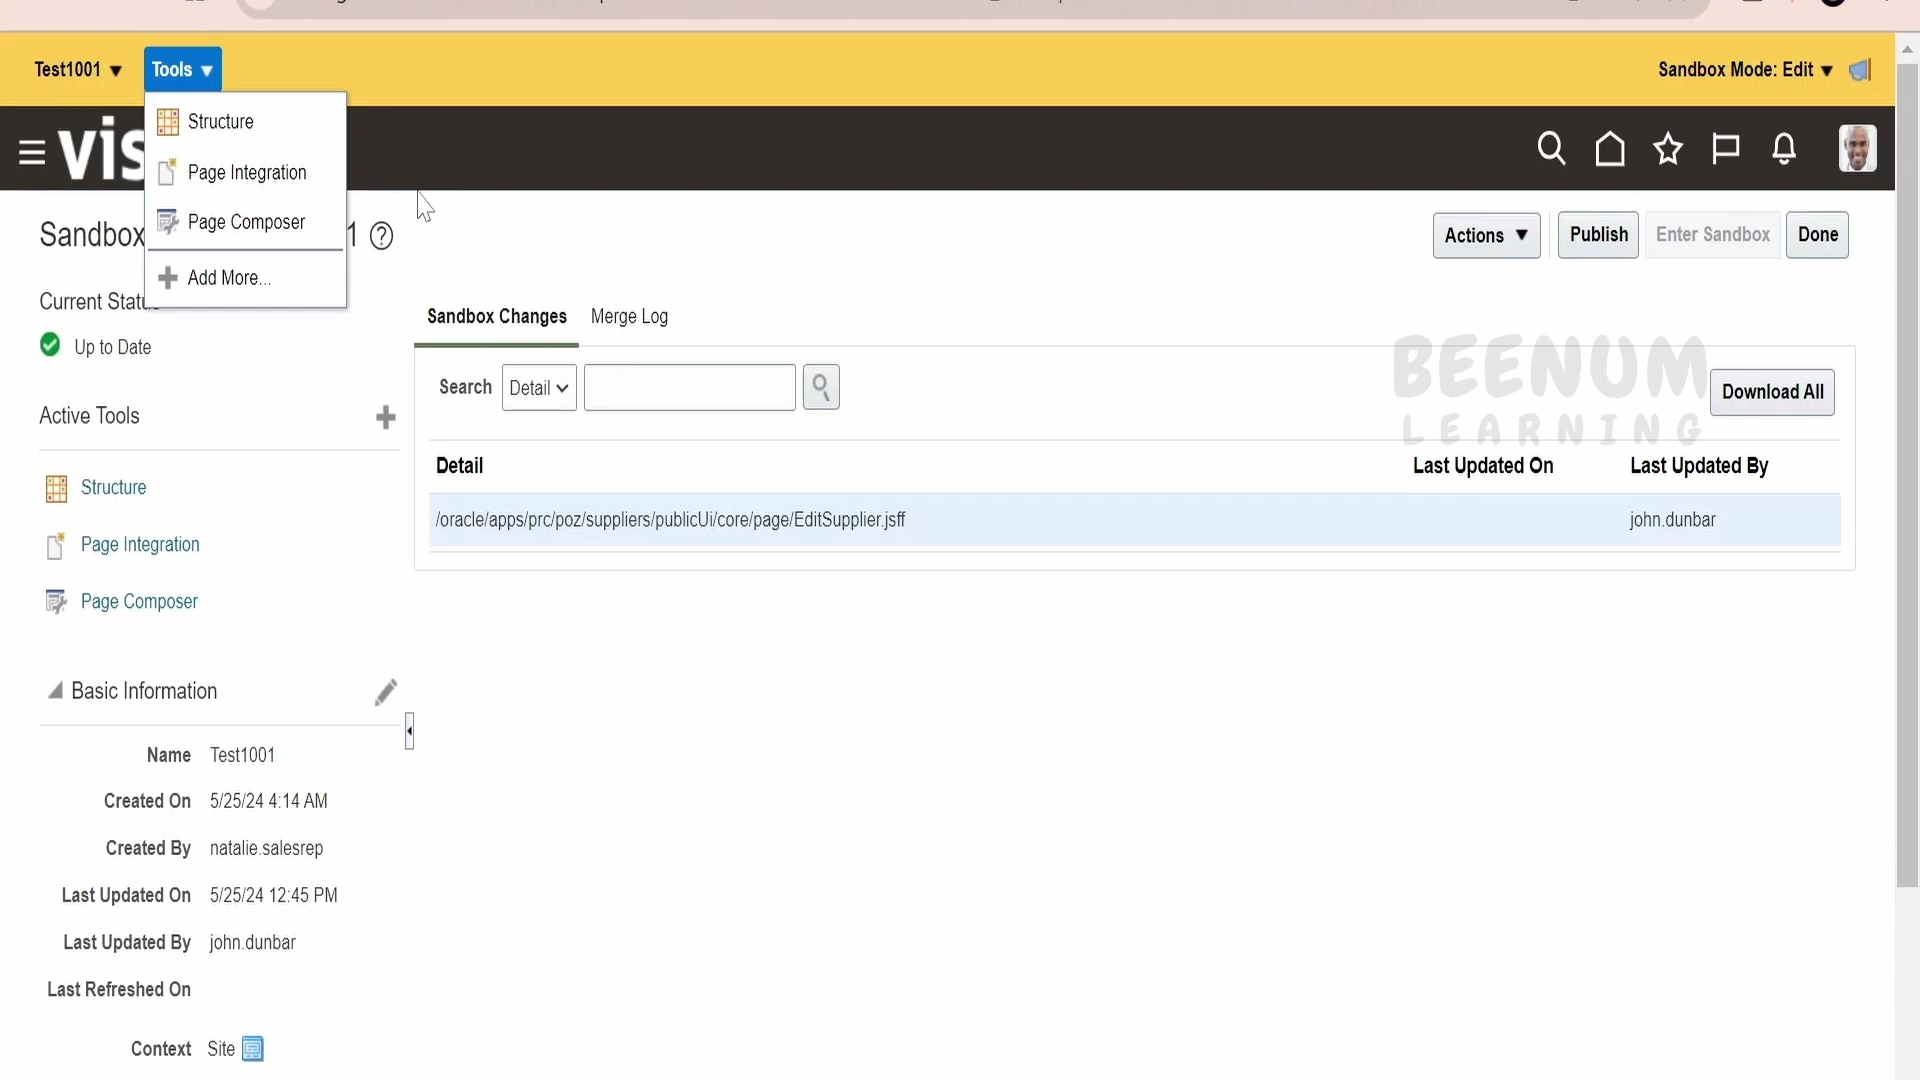 Test1001
Tools
Sandbox Mode: Edit
Structure
Page Integration
Page Composer
Add More...
vis
Sandbox
1
Actions
Publish
Enter Sandbox
Done
Current Status
Up to Date
Active Tools
Structure
Page Integration
Page Composer
Sandbox Changes
Merge Log
Search
Detail
BEENUM
LEARNING
Download All
Detail
Last Updated On
Last Updated By
/oracle/apps/prc/poz/suppliers/publicUi/core/page/EditSupplier.jsff
john.dunbar
Basic Information
Name Test1001
Created On 5/25/24 4:14 AM
Created By natalie.salesrep
Last Updated On 5/25/24 12:45 PM
Last Updated By john.dunbar
Last Refreshed On
Context Site